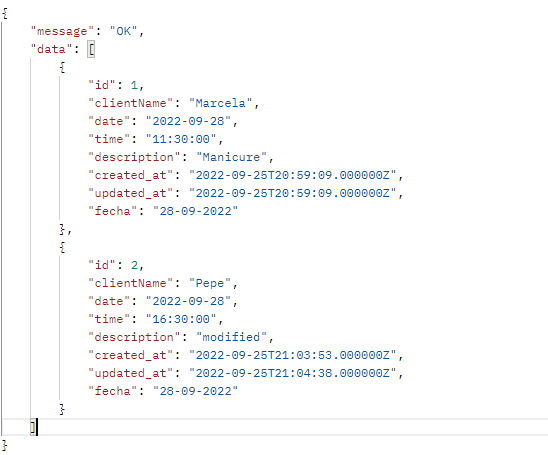 {
    "message": "OK",
    "data": [
        {
            "id": 1,
            "clientName": "Marcela",
            "date": "2022-09-28",
            "time": "11:30:00",
            "description": "Manicure",
            "created_at": "2022-09-25T20:59:09.000000Z",
            "updated_at": "2022-09-25T20:59:09.000000Z",
            "fecha": "28-09-2022"
        },
        {
            "id": 2,
            "clientName": "Pepe",
            "date": "2022-09-28",
            "time": "16:30:00",
            "description": "modified",
            "created_at": "2022-09-25T21:03:53.000000Z",
            "updated_at": "2022-09-25T21:04:38.000000Z",
            "fecha": "28-09-2022"
        }
    ]
}